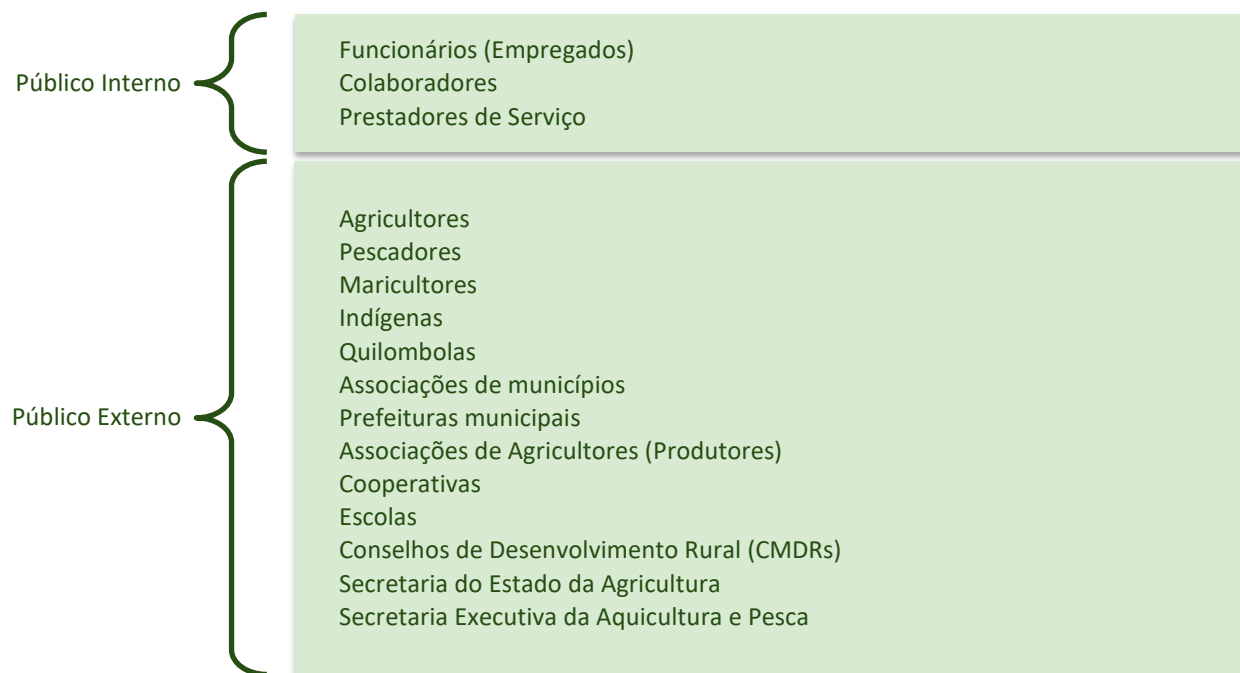 Público Interno
Funcionários (Empregados)
Colaboradores
Prestadores de Serviço
Público Externo
Agricultores
Pescadores
Maricultores
Indígenas
Quilombolas
Associações de municípios
Prefeituras municipais
Associações de Agricultores (Produtores)
Cooperativas
Escolas
Conselhos de Desenvolvimento Rural (CMDRs)
Secretaria do Estado da Agricultura
Secretaria Executiva da Aquicultura e Pesca